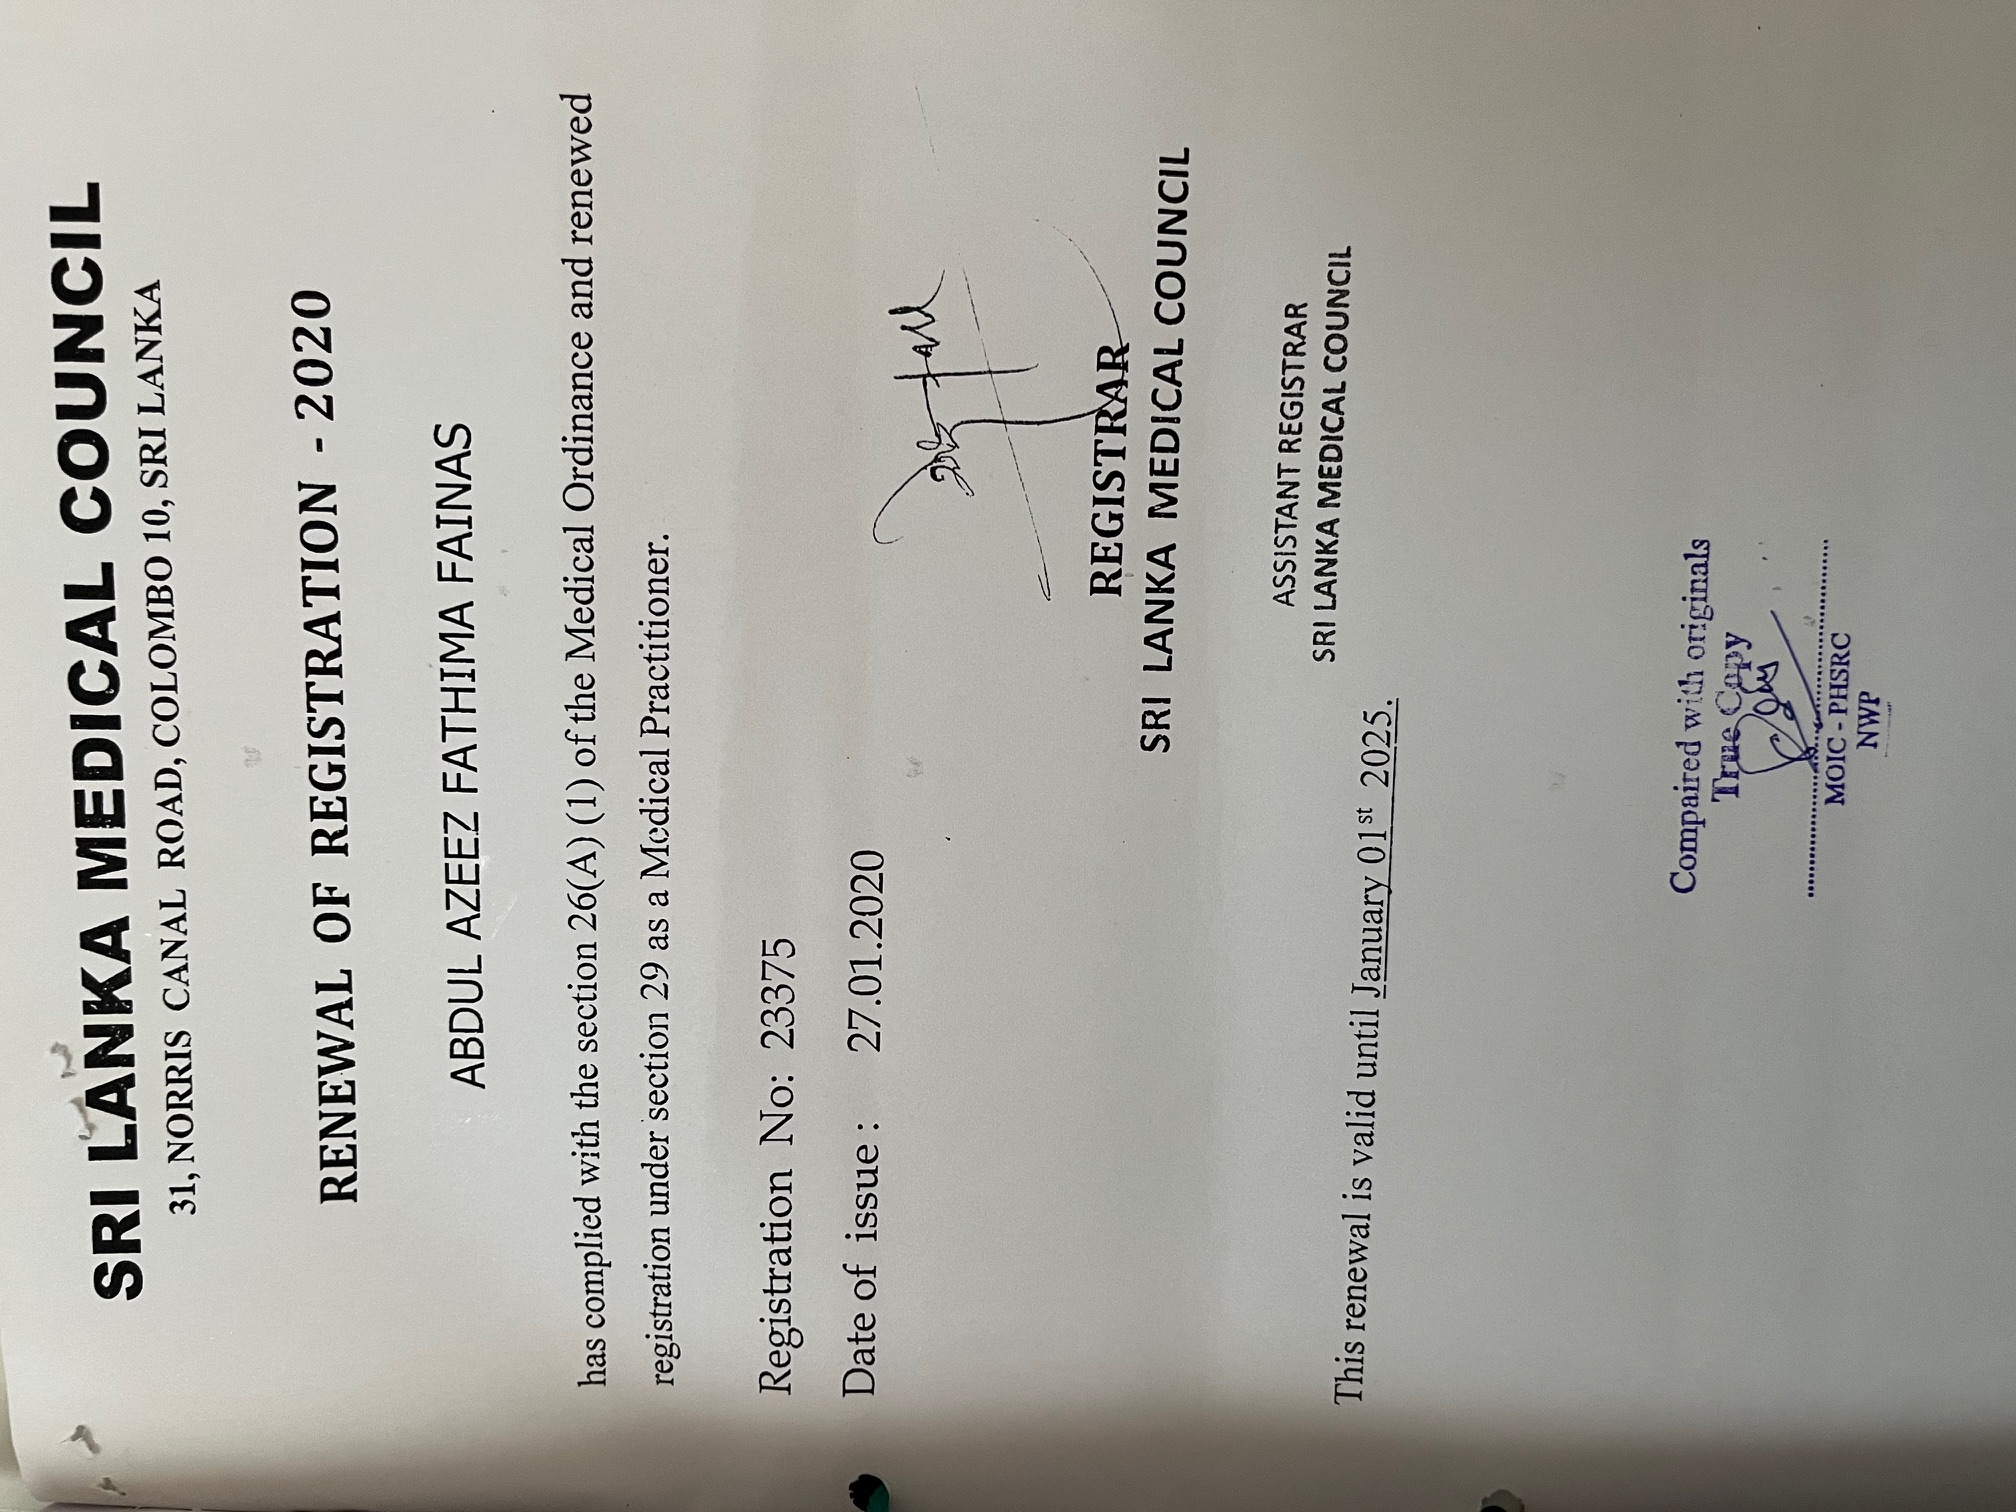 SRI LANKA MEDICAL COUNCIL
31, NORRIS CANAL ROAD, COLOMBO 10, SRI LANKA
RENEWAL OF REGISTRATION - 2020
ABDUL AZEEZ FATHIMA FAINAS
has complied with the section 26(A) (1) of the Medical Ordinance and renewed
registration under section 29 as a Medical Practitioner.
Registration No: 23375
Date of issue : 27.01.2020
REGISTRAR
SRI LANKA MEDICAL COUNCIL
ASSISTANT REGISTRAR
SRI LANKA MEDICAL COUNCIL
This renewal is valid until January 01st 2025.
Compaired with originals
True Copy
MOIC - PHSRC
NWP